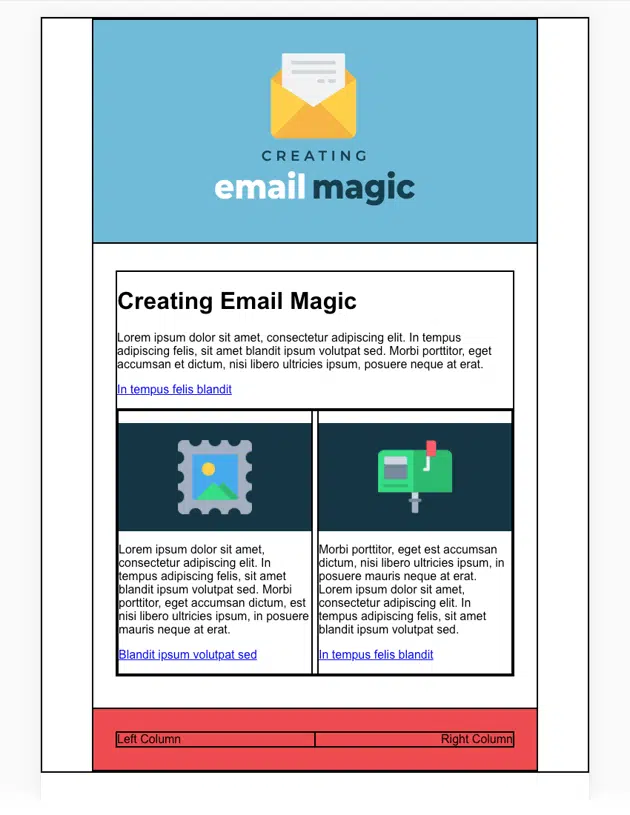 CREATING
email magic
Creating Email Magic
Lorem ipsum dolor sit amet, consectetur adipiscing elit. In tempus
adipiscing felis, sit amet blandit ipsum volutpat sed. Morbi porttitor, eget
accumsan et dictum, nisi libero ultricies ipsum, posuere neque at erat.
In tempus felis blandit
Lorem ipsum dolor sit amet,
consectetur adipiscing elit. In
tempus adipiscing felis, sit amet
blandit ipsum volutpat sed. Morbi
porttitor, eget accumsan dictum, est
nisi libero ultricies ipsum, in posuere
mauris neque at erat.
Blandit ipsum volutpat sed
Morbi porttitor, eget est accumsan
dictum, nisi libero ultricies ipsum, in
posuere mauris neque at erat.
Lorem ipsum dolor sit amet,
consectetur adipiscing elit. In
tempus adipiscing felis, sit amet
blandit ipsum volutpat sed.
In tempus felis blandit
Left Column
Right Column